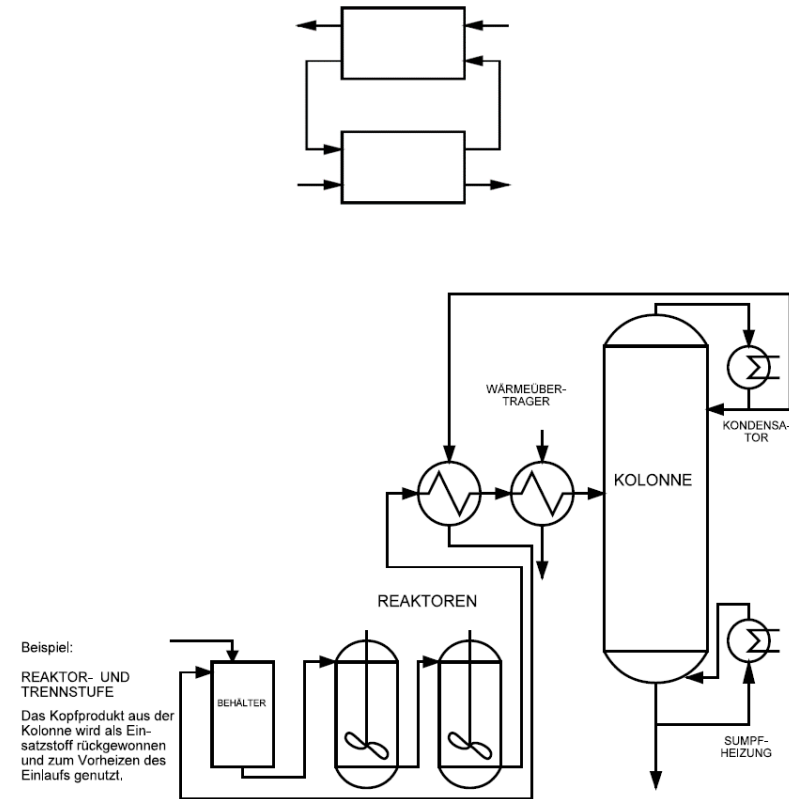 WÄRMEÜBER-
TRAGER
KONDENSA-
TOR
KOLONNE
REAKTOREN
Beispiel:
REAKTOR- UND
TRENNSTUFE
Das Kopfprodukt aus der
Kolonne wird als Ein-
satzstoff rückgewonnen
und zum Vorheizen des
Einlaufs genutzt.
BEHÄLTER
SUMPF-
HEIZUNG